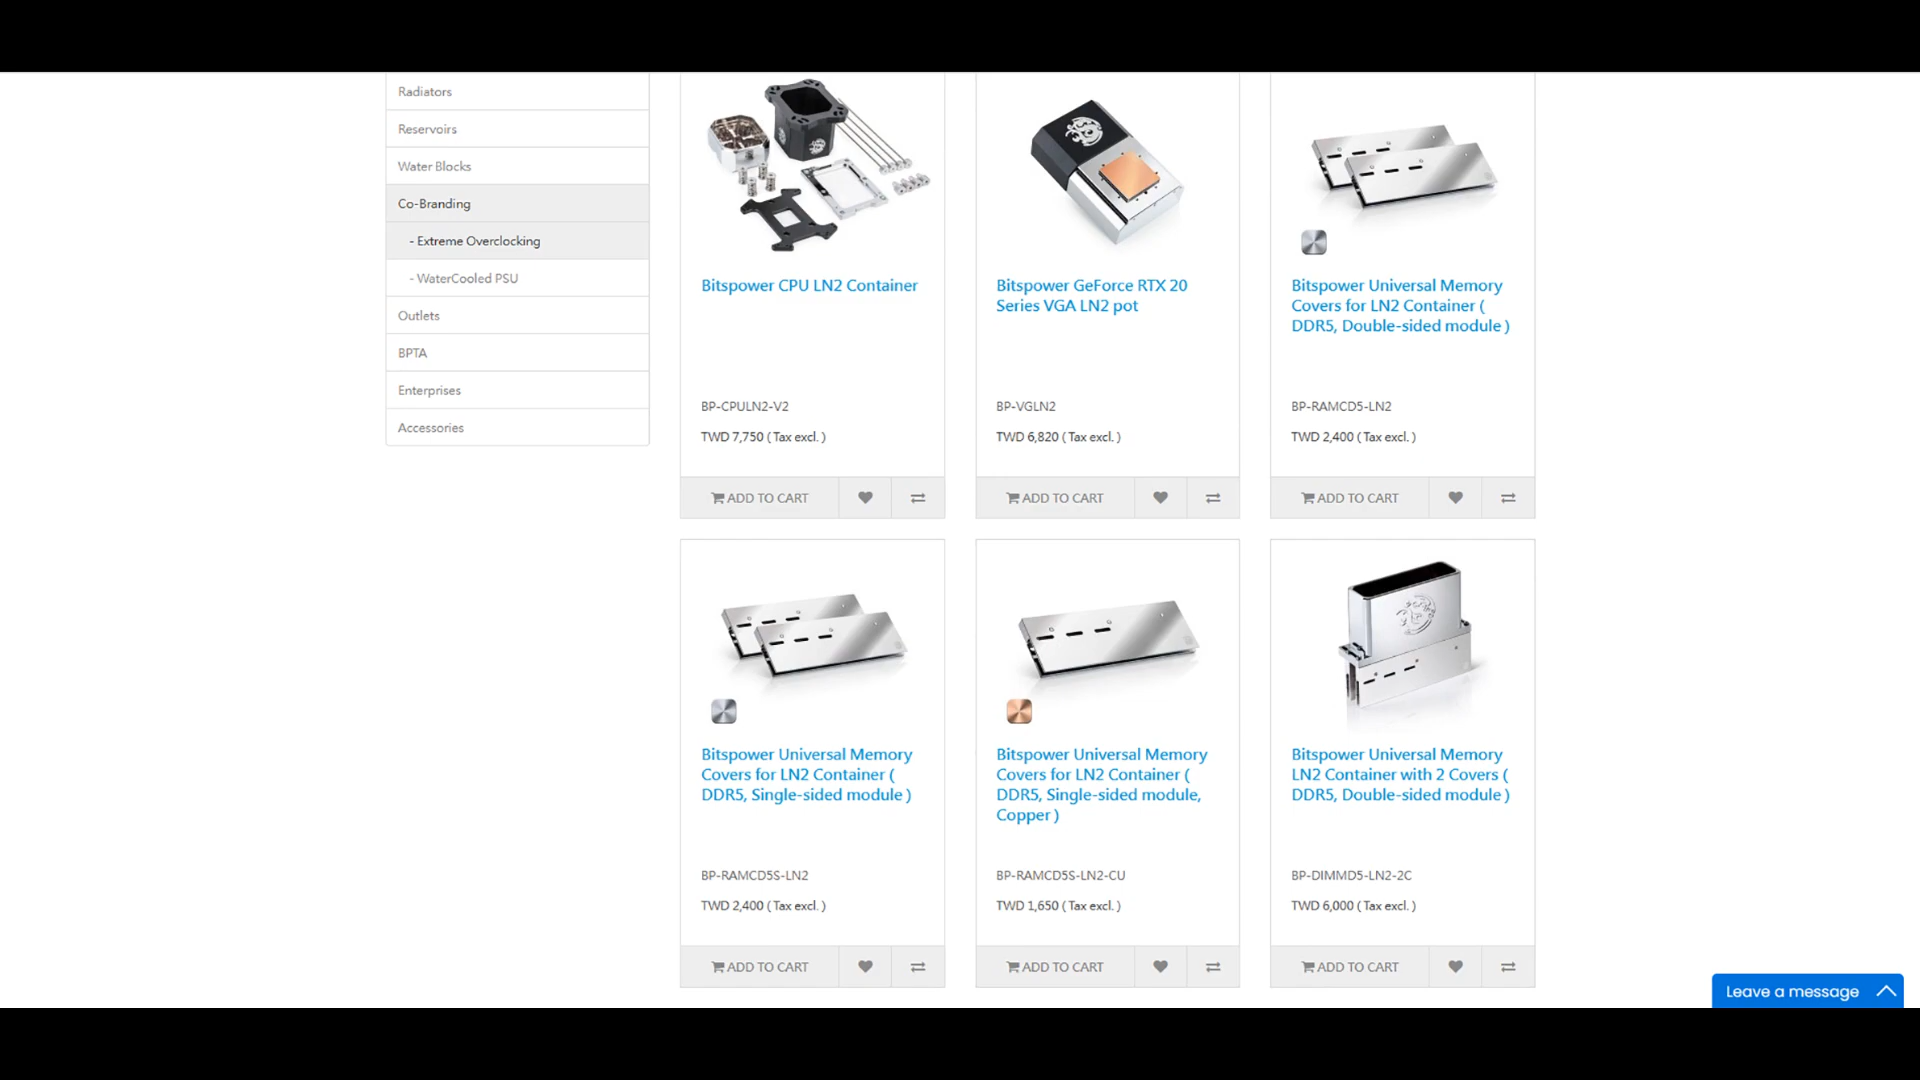 Radiators
Reservoirs
Water Blocks
Co-Branding
- Extreme Overclocking
- WaterCooled PSU
Outlets
BPTA
Enterprises
Accessories
Bitspower CPU LN2 Container
BP-CPULN2-V2
TWD 7,750 ( Tax excl. )
ADD TO CART
Bitspower GeForce RTX 20
Series VGA LN2 pot
BP-VGLN2
TWD 6,820 ( Tax excl. )
ADD TO CART
Bitspower Universal Memory
Covers for LN2 Container (
DDR5, Double-sided module )
BP-RAMCD5-LN2
TWD 2,400 ( Tax excl. )
ADD TO CART
Bitspower Universal Memory
Covers for LN2 Container (
DDR5, Single-sided module )
BP-RAMCD5S-LN2
TWD 2,400 ( Tax excl. )
ADD TO CART
Bitspower Universal Memory
Covers for LN2 Container (
DDR5, Single-sided module,
Copper )
BP-RAMCD5S-LN2-CU
TWD 1,650 ( Tax excl. )
ADD TO CART
Bitspower Universal Memory
LN2 Container with 2 Covers (
DDR5, Double-sided module )
BP-DIMMD5-LN2-2C
TWD 6,000 ( Tax excl. )
ADD TO CART
Leave a message